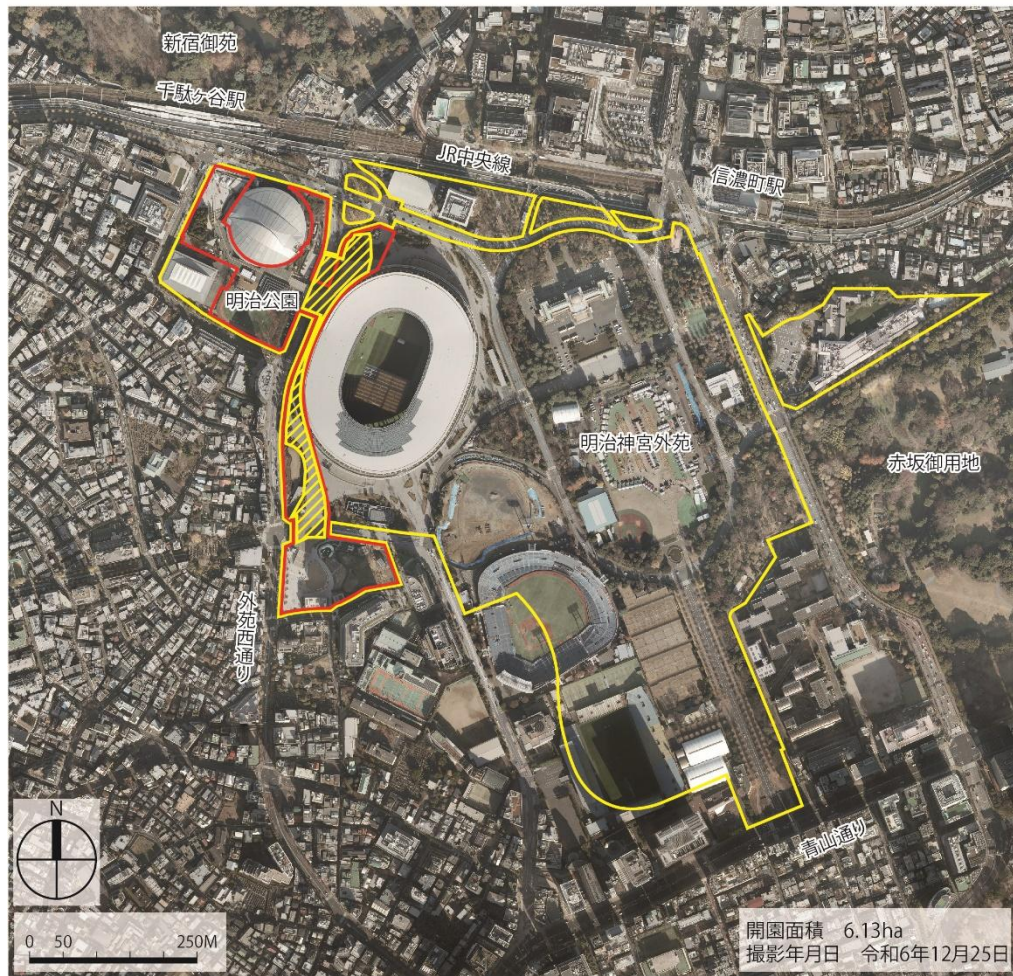 新宿御苑
千駄ヶ谷駅
JR中央線
信濃町駅
明治公園
明治神宮外苑
赤坂御用地
外苑西通り
青山通り
N
0 50 250M
開園面積 6.13ha
撮影年月日 令和6年12月25日